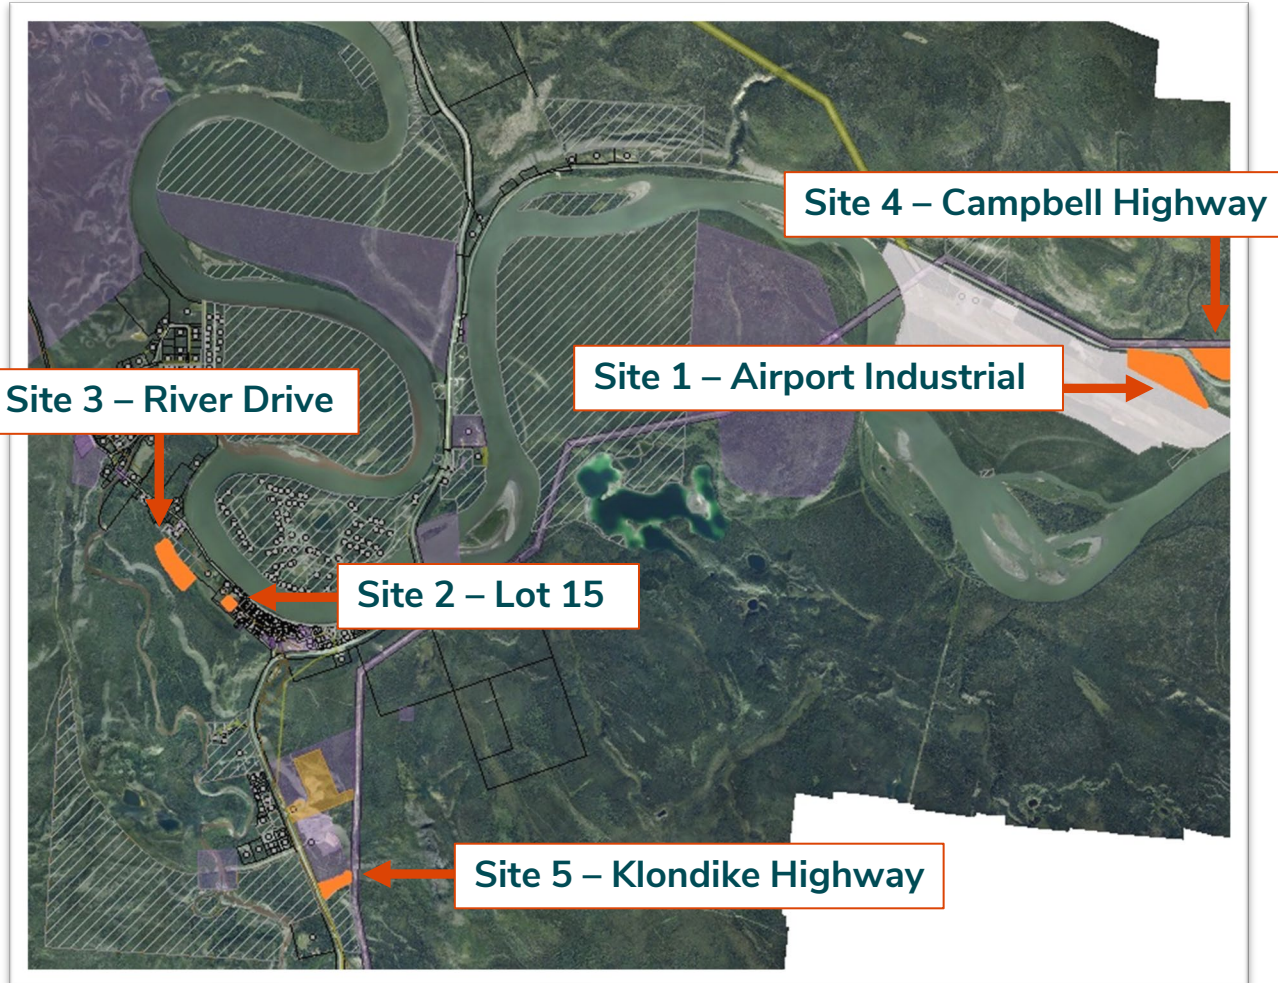 Site 4 – Campbell Highway
Site 1 – Airport Industrial
Site 3 – River Drive
Site 2 – Lot 15
Site 5 – Klondike Highway